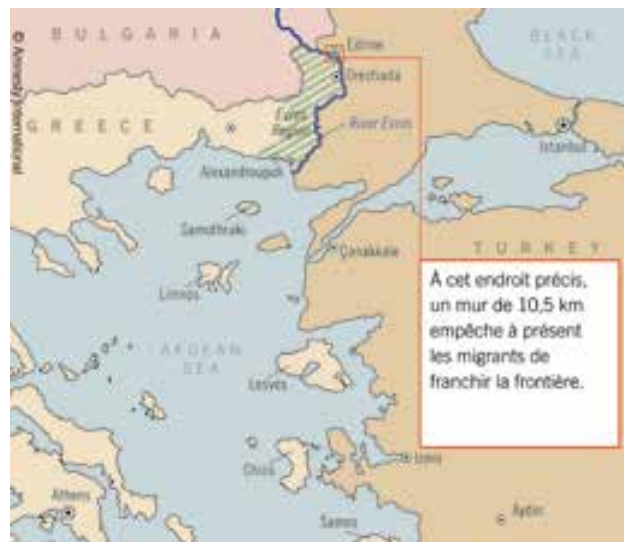 BULGARIA
BLACK
SEA
Edirne
Orestiada
© Amnesty International
GREECE
Evros
Region
River Evros
Istanbul
Alexandroupoli
Samothraki
Çanakkale
TURKEY
Limnos
À cet endroit précis,
un mur de 10,5 km
empêche à présent
les migrants de
franchir la frontière.
AEGEAN
SEA
Lesvos
Chios
Izmir
Athens
Aydin
Samos